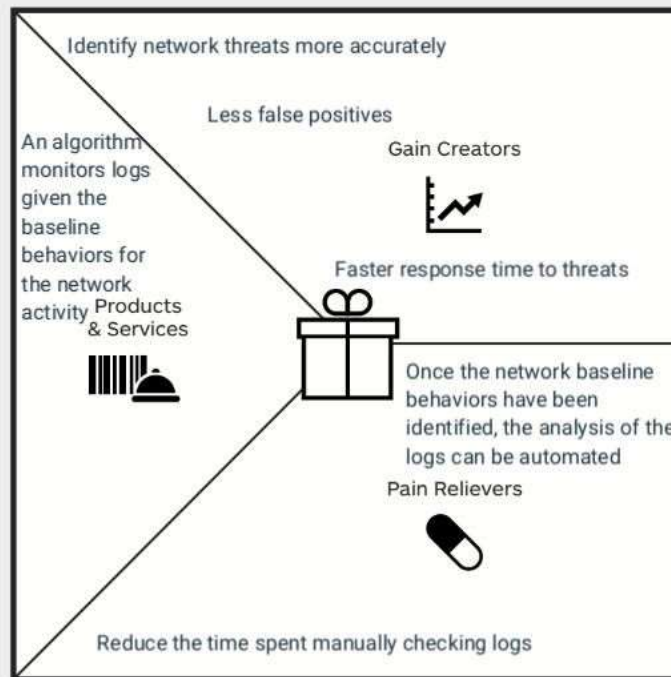 Identify network threats more accurately
Less false positives
Gain Creators
Faster response time to threats
An algorithm
monitors logs
given the
baseline
behaviors for
the network
activity
Products
& Services
Once the network baseline
behaviors have been
identified, the analysis of the
logs can be automated
Pain Relievers
Reduce the time spent manually checking logs